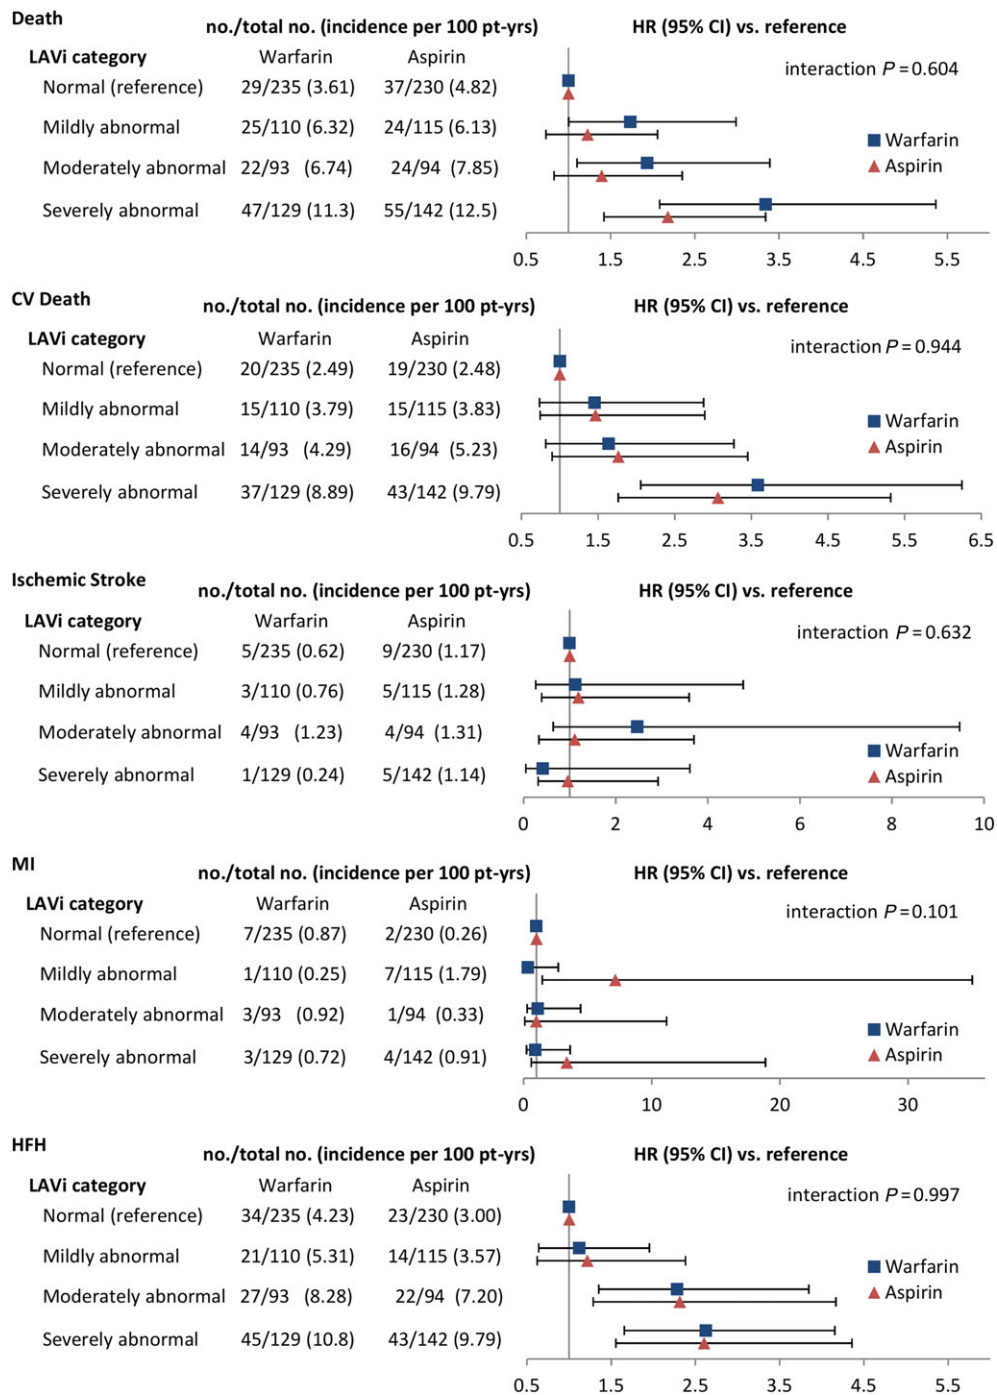 Death
no./total no. (incidence per 100 pt-yrs) HR (95% CI) vs. reference
LAVi category Warfarin Aspirin interaction P = 0.604
Normal (reference) 29/235 (3.61) 37/230 (4.82)
Mildly abnormal 25/110 (6.32) 24/115 (6.13)
Warfarin
Moderately abnormal 22/93 (6.74) 24/94 (7.85) Aspirin
Severely abnormal 47/129 (11.3) 55/142 (12.5)
0.5 1.5 2.5 3.5 4.5 5.5
CV Death
no./total no. (incidence per 100 pt-yrs) HR (95% CI) vs. reference
LAVi category Warfarin Aspirin interaction P = 0.944
Normal (reference) 20/235 (2.49) 19/230 (2.48)
Mildly abnormal 15/110 (3.79) 15/115 (3.83)
Warfarin
Moderately abnormal 14/93 (4.29) 16/94 (5.23) Aspirin
Severely abnormal 37/129 (8.89) 43/142 (9.79)
0.5 1.5 2.5 3.5 4.5 5.5 6.5
Ischemic Stroke
no./total no. (incidence per 100 pt-yrs) HR (95% CI) vs. reference
LAVi category Warfarin Aspirin interaction P = 0.632
Normal (reference) 5/235 (0.62) 9/230 (1.17)
Mildly abnormal 3/110 (0.76) 5/115 (1.28)
Moderately abnormal 4/93 (1.23) 4/94 (1.31)
Warfarin
Severely abnormal 1/129 (0.24) 5/142 (1.14) Aspirin
0 2 4 6 8 10
MI
no./total no. (incidence per 100 pt-yrs) HR (95% CI) vs. reference
LAVi category Warfarin Aspirin interaction P = 0.101
Normal (reference) 7/235 (0.87) 2/230 (0.26)
Mildly abnormal 1/110 (0.25) 7/115 (1.79)
Moderately abnormal 3/93 (0.92) 1/94 (0.33)
Warfarin
Severely abnormal 3/129 (0.72) 4/142 (0.91) Aspirin
0 10 20 30
HFH
no./total no. (incidence per 100 pt-yrs) HR (95% CI) vs. reference
LAVi category Warfarin Aspirin interaction P = 0.997
Normal (reference) 34/235 (4.23) 23/230 (3.00)
Mildly abnormal 21/110 (5.31) 14/115 (3.57)
Warfarin
Moderately abnormal 27/93 (8.28) 22/94 (7.20) Aspirin
Severely abnormal 45/129 (10.8) 43/142 (9.79)
0.5 1.5 2.5 3.5 4.5 5.5